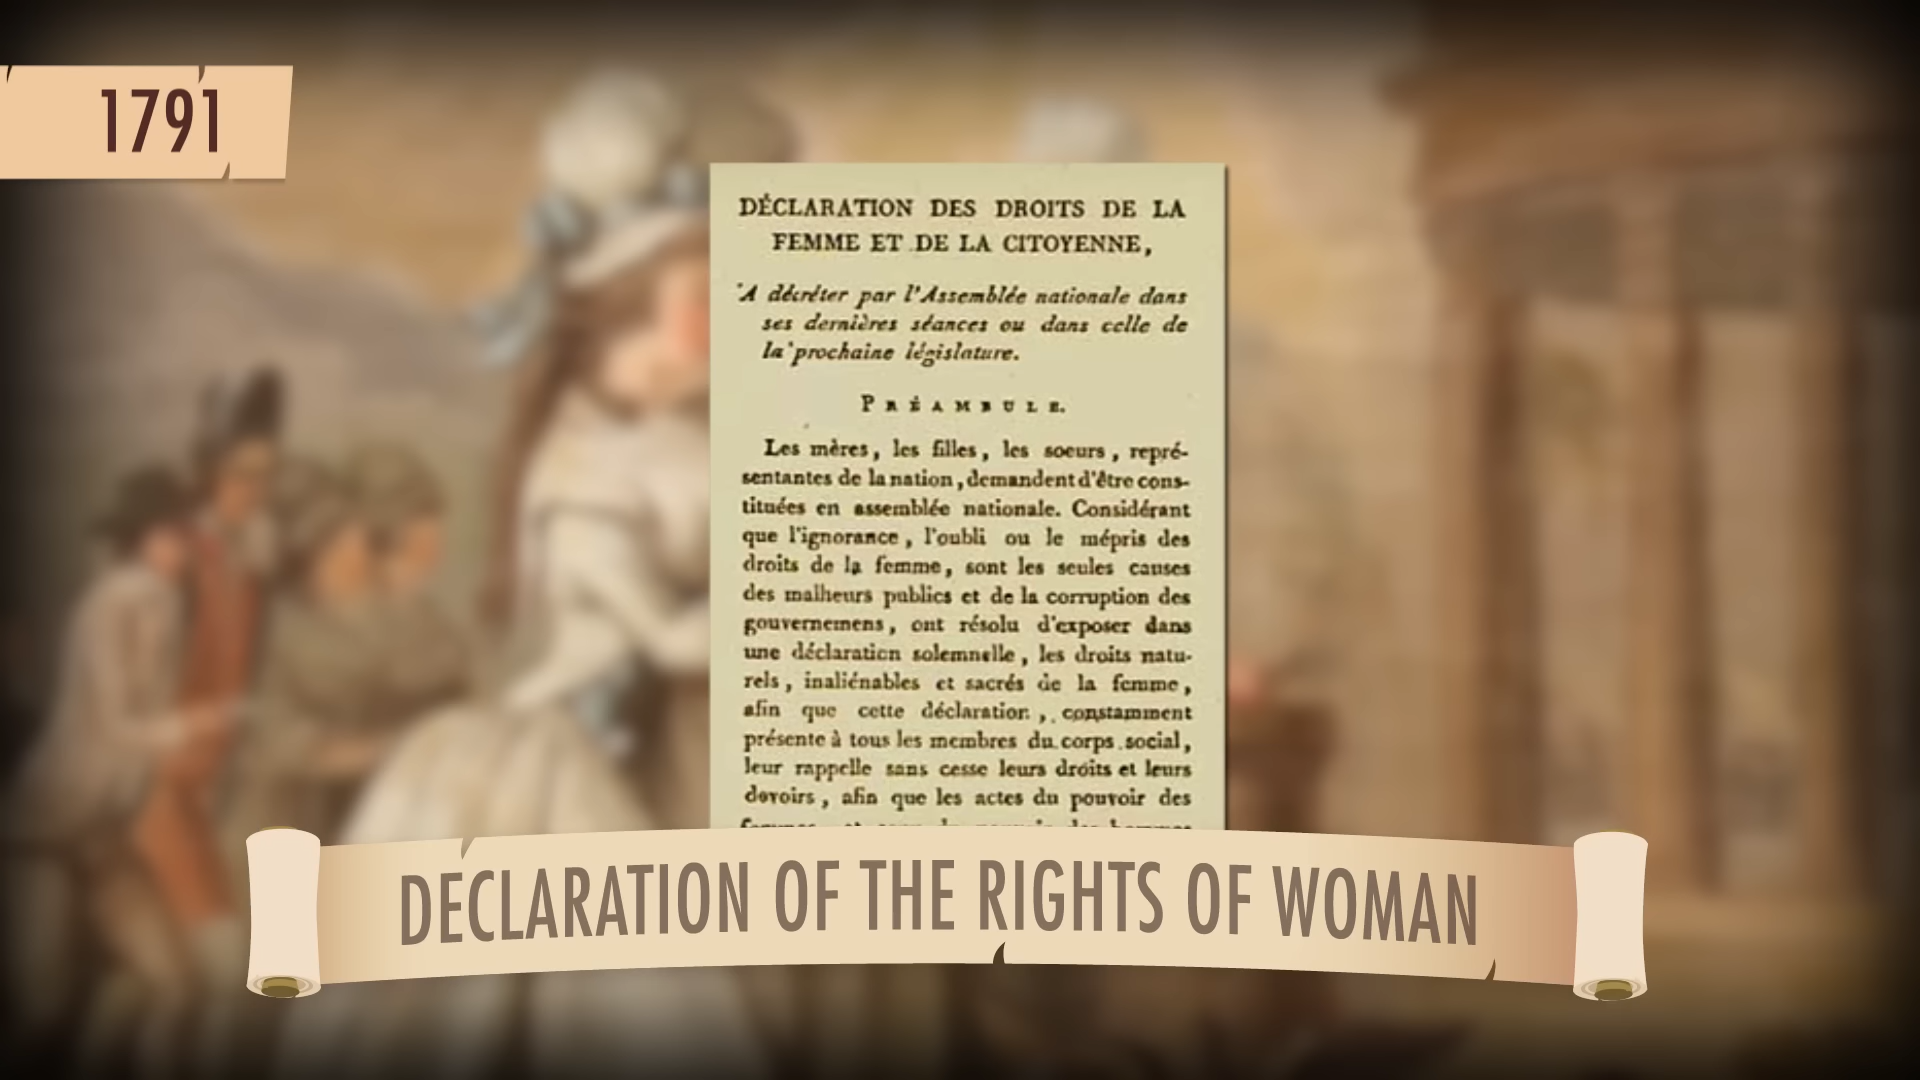 1791
DÉCLARATION DES DROITS DE LA
FEMME ET DE LA CITOYENNE,
A décréter par l'Assemblée nationale dans
ses dernières séances ou dans celle de
la prochaine législature.
PRÉAMBULE.
Les mères, les filles, les soeurs, repré-
sentantes de la nation, demandent d'être cons-
tituées en assemblée nationale. Considérant
que l'ignorance, l'oubli ou le mépris des
droits de la femme, sont les seules causes
des malheurs publics et de la corruption des
gouvernemens, ont résolu d'exposer dans
une déclaration solemnelle, les droits natu-
rels, inaliénables et sacrés de la femme,
afin que cette déclaration, constamment
présente à tous les membres du corps social,
leur rappelle sans cesse leurs droits et leurs
devoirs, afin que les actes du pouvoir des
DECLARATION OF THE RIGHTS OF WOMAN